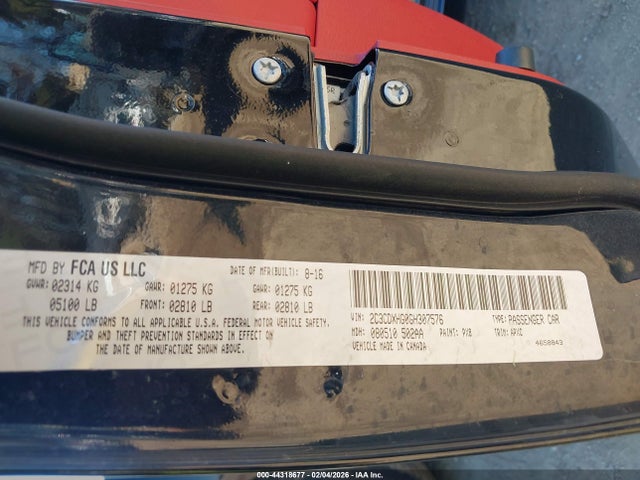 MFD BY FCA US LLC
DATE OF MFR(BUILT): 8-16
GVWR: 02314 KG GAWR: 01275 KG GAWR: 01275 KG
05100 LB FRONT: 02810 LB REAR: 02810 LB
THIS VEHICLE CONFORMS TO ALL APPLICABLE U.S.A. FEDERAL MOTOR VEHICLE SAFETY,
BUMPER AND THEFT PREVENTION STANDARDS IN EFFECT ON
THE DATE OF MANUFACTURE SHOWN ABOVE.
VIN: 2C3CDXHG0GH307576 TYPE: PASSENGER CAR
MDH: 080510 502AA PAINT: PX8 TRIM:
VEHICLE MADE IN CANADA 4658843
000-44318677 - 02/04/2026 - IAA Inc.